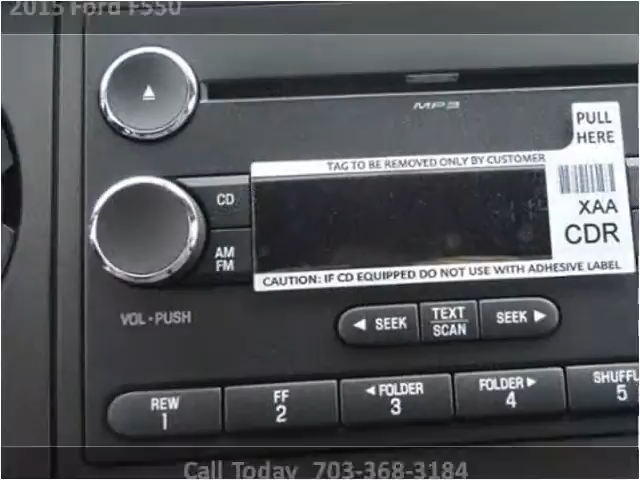 2015 Ford F550
MP3
PULL
HERE
TAG TO BE REMOVED ONLY BY CUSTOMER
CD
XAA
CDR
AM
FM
CAUTION: IF CD EQUIPPED DO NOT USE WITH ADHESIVE LABEL
VOL-PUSH
◀ SEEK
TEXT
SCAN
SEEK ▶
REW
1
FF
2
◀FOLDER
3
FOLDER▶
4
SHUFFL
5
Call Today 703-368-3184